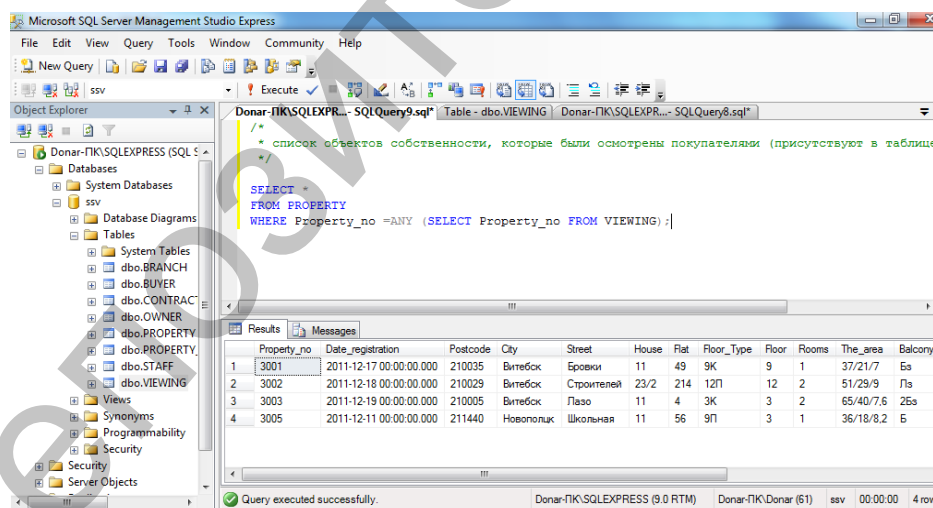 Microsoft SQL Server Management Studio Express
File Edit View Query Tools Window Community Help
New Query
ssv Execute
Object Explorer
Donar-ПК\SQLEXPR...- SQLQuery9.sql* Table - dbo.VIEWING Donar-ПК\SQLEXPR...- SQLQuery8.sql*
/*
* список объектов собственности, которые были осмотрены покупателями (присутствуют в таблице
*/
SELECT *
FROM PROPERTY
WHERE Property_no =ANY (SELECT Property_no FROM VIEWING);
Donar-ПК\SQLEXPRESS (SQL S
Databases
System Databases
ssv
Database Diagrams
Tables
System Tables
dbo.BRANCH
dbo.BUYER
dbo.CONTRACT
dbo.OWNER
dbo.PROPERTY
dbo.PROPERTY_
dbo.STAFF
dbo.VIEWING
Views
Synonyms
Programmability
Security
Security
Server Objects
Results Messages
Property_no Date_registration Postcode City Street House Flat Floor_Type Floor Rooms The_area Balcony
1 3001 2011-12-17 00:00:00.000 210035 Витебск Бровки 11 49 9К 9 1 37/21/7 Бз
2 3002 2011-12-18 00:00:00.000 210029 Витебск Строителей 23/2 214 12П 12 2 51/29/9 Лз
3 3003 2011-12-19 00:00:00.000 210005 Витебск Лазо 11 4 3К 3 2 65/40/7,6 2Бз
4 3005 2011-12-11 00:00:00.000 211440 Новополцк Школьная 11 56 9П 3 1 36/18/8,2 Б
Query executed successfully. Donar-ПК\SQLEXPRESS (9.0 RTM) Donar-ПК\Donar (61) ssv 00:00:00 4 row